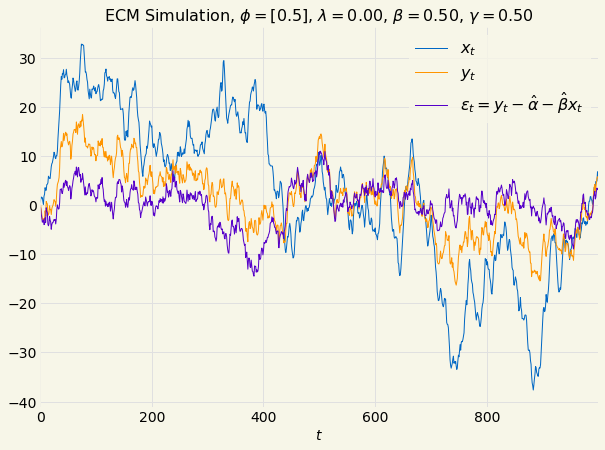 ECM Simulation, ϕ = [0.5], λ = 0.00, β = 0.50, γ = 0.50
x_t
y_t
ε_t = y_t − α̂ − β̂x_t
30
20
10
0
−10
−20
−30
−40
0 200 400 600 800
t